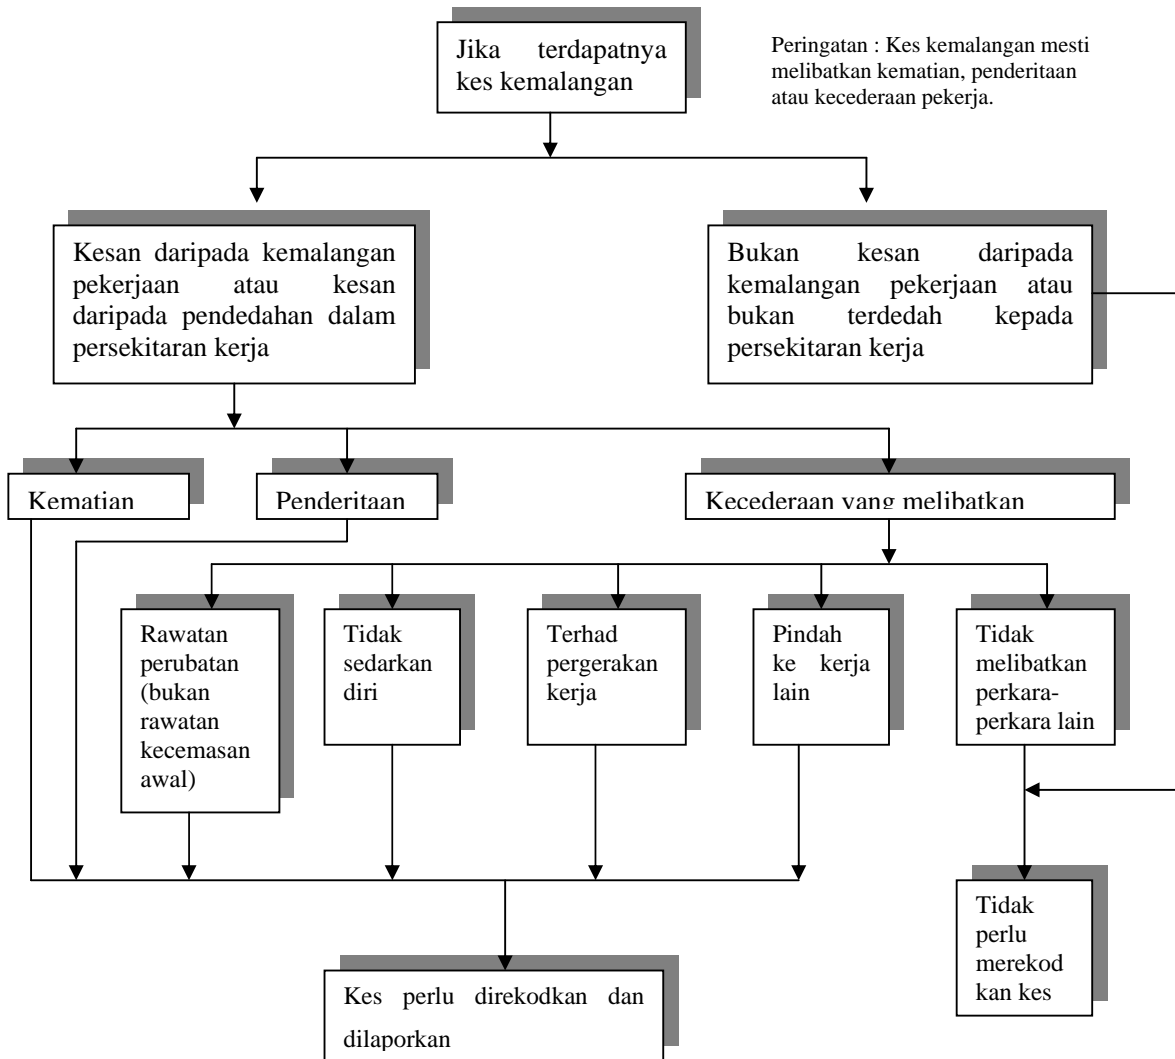 Jika terdapatnya
kes kemalangan
Peringatan : Kes kemalangan mesti
melibatkan kematian, penderitaan
atau kecederaan pekerja.
Kesan daripada kemalangan
pekerjaan atau kesan
daripada pendedahan dalam
persekitaran kerja
Bukan kesan daripada
kemalangan pekerjaan atau
bukan terdedah kepada
persekitaran kerja
Kematian
Penderitaan
Kecederaan yang melibatkan
Rawatan
perubatan
(bukan
rawatan
kecemasan
awal)
Tidak
sedarkan
diri
Terhad
pergerakan
kerja
Pindah
ke kerja
lain
Tidak
melibatkan
perkara-
perkara lain
Tidak
perlu
merekod
kan kes
Kes perlu direkodkan dan
dilaporkan